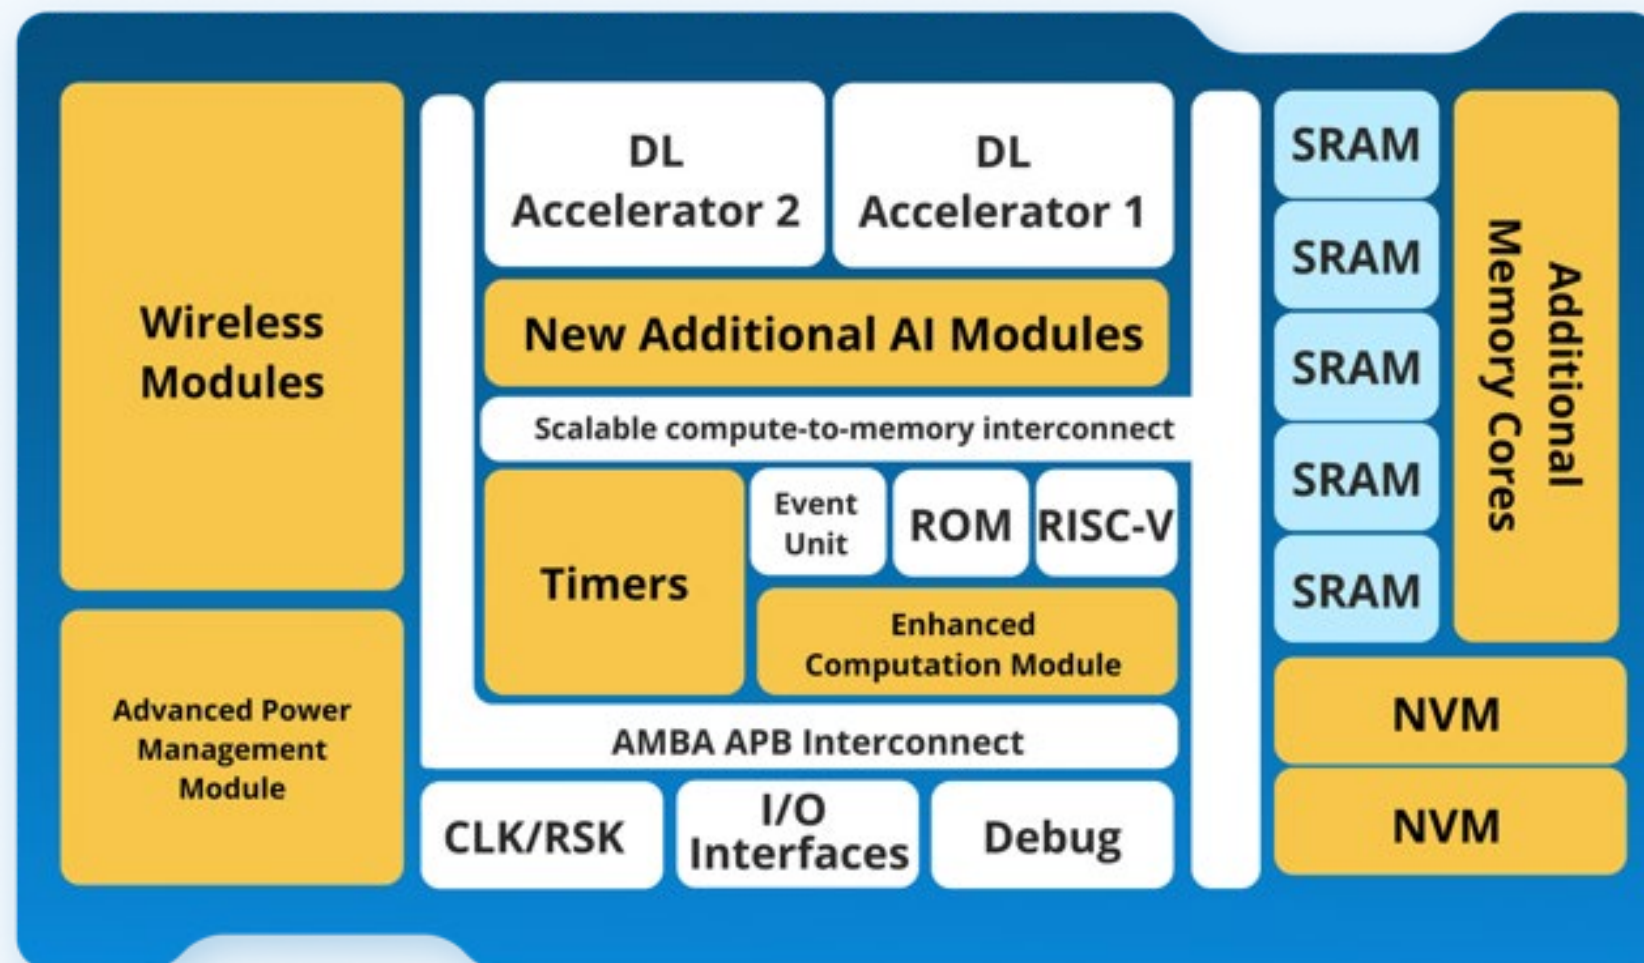 Wireless
Modules
Advanced Power
Management
Module
DL
Accelerator 2
DL
Accelerator 1
New Additional AI Modules
Scalable compute-to-memory interconnect
Timers
Event
Unit
ROM
RISC-V
Enhanced
Computation Module
AMBA APB Interconnect
CLK/RSK
I/O
Interfaces
Debug
SRAM
SRAM
SRAM
SRAM
SRAM
Additional
Memory Cores
NVM
NVM